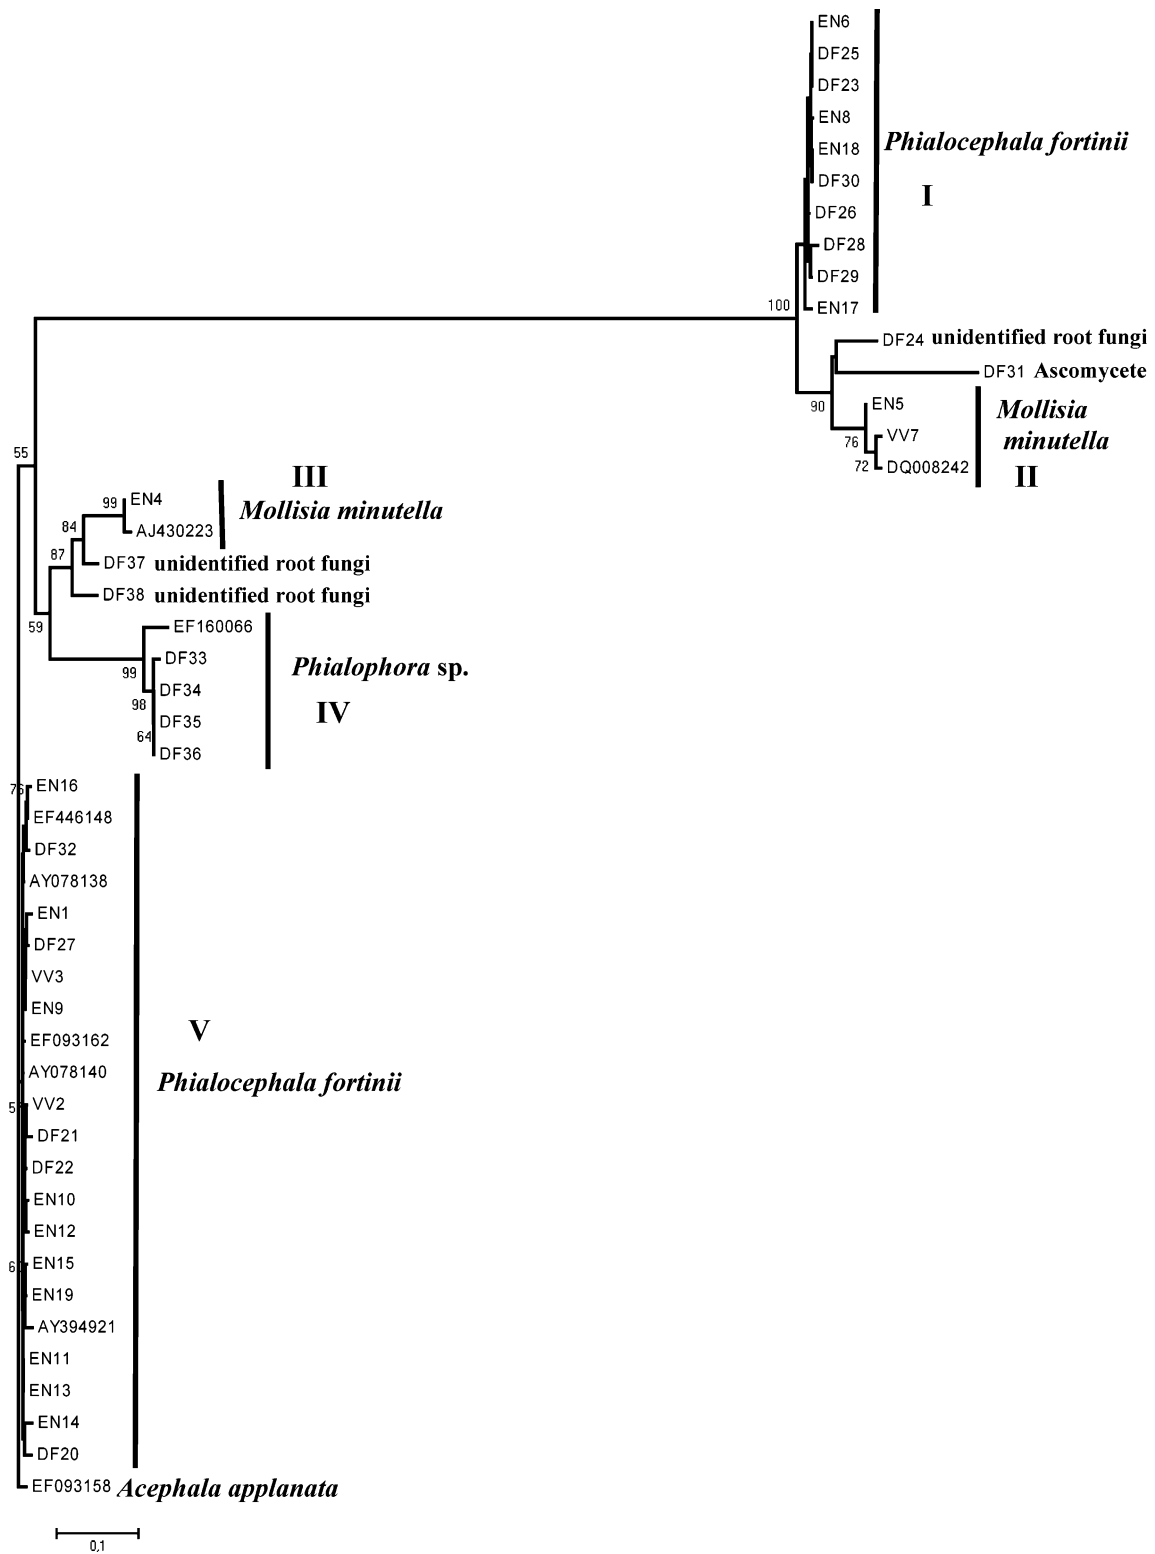 EN6
DF25
DF23
EN8
EN18
DF30
DF26
DF28
DF29
EN17
Phialocephala fortinii
I
100
DF24 unidentified root fungi
DF31 Ascomycete
90
EN5
VV7
DQ008242
76
72
Mollisia
minutella
II
55
III
99
EN4
AJ430223
Mollisia minutella
84
87
DF37 unidentified root fungi
DF38 unidentified root fungi
59
EF160066
DF33
DF34
DF35
DF36
99
98
64
Phialophora sp.
IV
EN16
EF446148
DF32
AY078138
EN1
DF27
VV3
EN9
EF093162
AY078140
VV2
DF21
DF22
EN10
EN12
EN15
EN19
AY394921
EN11
EN13
EN14
DF20
V
Phialocephala fortinii
EF093158 Acephala applanata
0,1